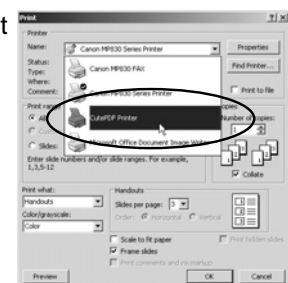 t
Print
Printer
Name: Canon MP830 Series Printer Properties
Status: Canon MP830 FAX Find Printer...
Type:
Where: Canon MP830 Series Printer
Comment: Print to file
Print range
CutePDF Printer Number of copies:
1
Slides: Microsoft Office Document Image Writer
Enter slide numbers and/or slide ranges. For example,
1,3,5-12
Collate
Print what: Handouts
Handouts Slides per page: 3
Color/grayscale: Order: Horizontal Vertical
Color
Scale to fit paper Print hidden slides
Frame slides
Print comments and ink markup
Preview OK Cancel